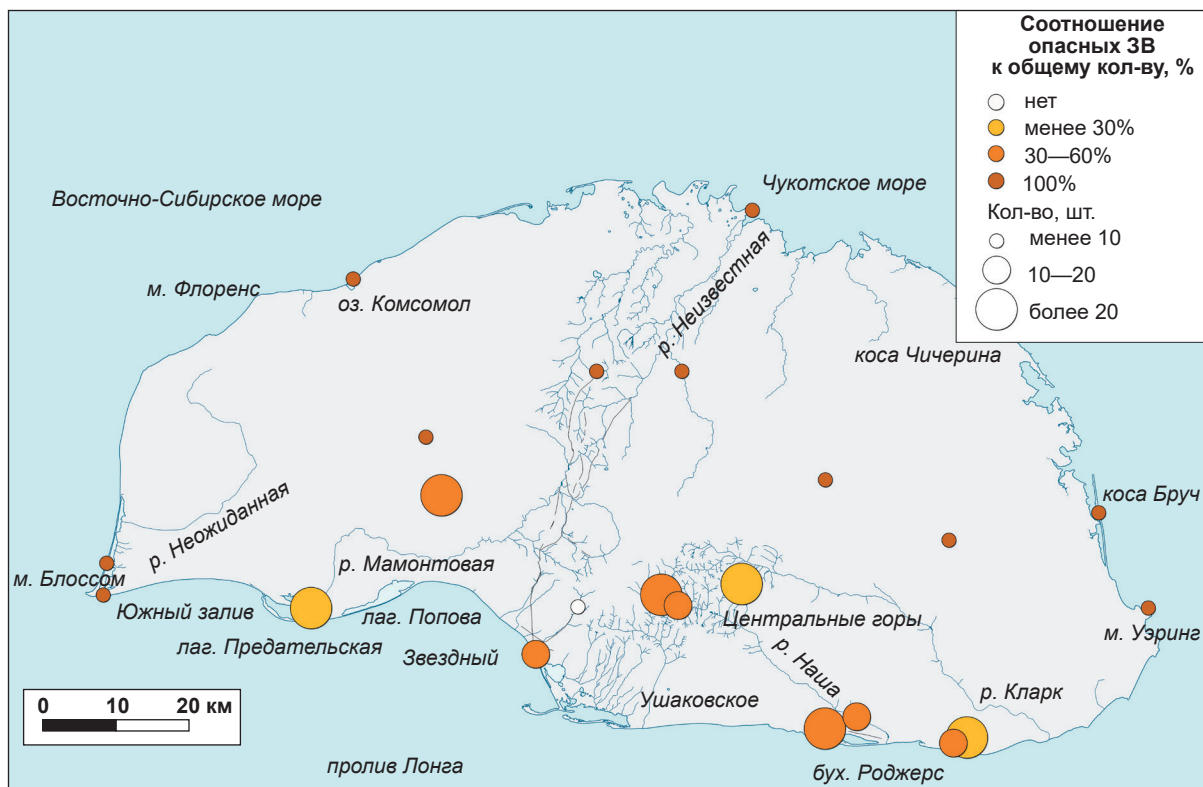 Соотношение
опасных ЗВ
к общему кол-ву, %
нет
менее 30%
30—60%
100%
Кол-во, шт.
менее 10
10—20
более 20
Восточно-Сибирское море
Чукотское море
м. Флоренс
оз. Комсомол
р. Неизвестная
коса Чичерина
коса Бруч
р. Неожиданная
м. Блоссом
р. Мамонтовая
Южный залив
лаг. Попова
Центральные горы
м. Уэринг
лаг. Предательская
Звездный
р. Наша
р. Кларк
Ушаковское
0 10 20 км
пролив Лонга
бух. Роджерс